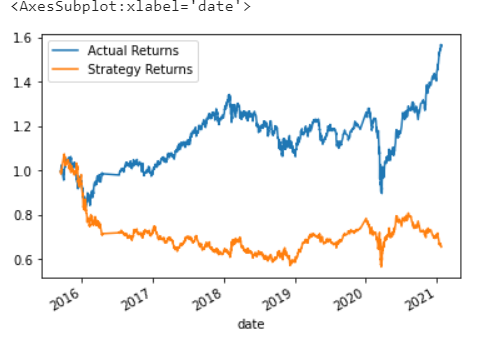 <AxesSubplot:xlabel='date'>
1.6
Actual Returns
Strategy Returns
1.4
1.2
1.0
0.8
0.6
2016 2017 2018 2019 2020 2021
date